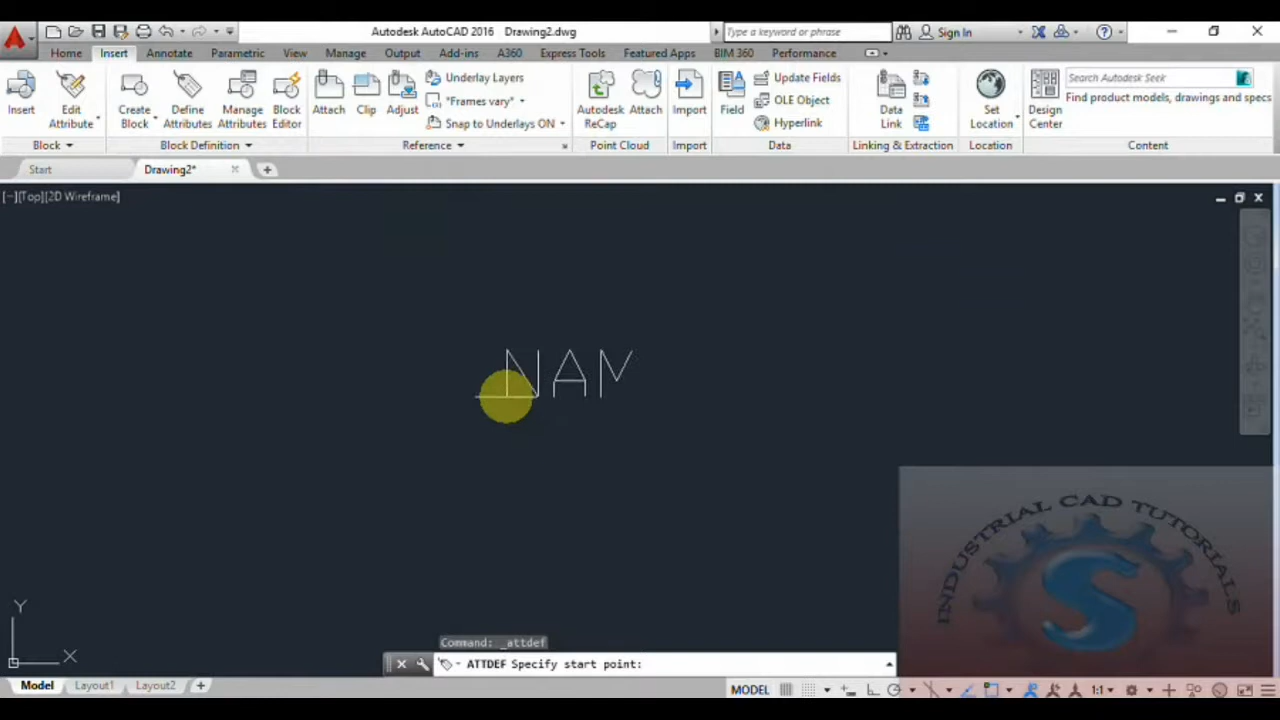 Autodesk AutoCAD 2016 Drawing2.dwg
Type a keyword or phrase
Sign In
Home Insert Annotate Parametric View Manage Output Add-ins A360 Express Tools Featured Apps BIM 360 Performance
Insert
Edit
Attribute
Create
Block
Define
Attributes
Manage
Attributes
Block
Editor
Attach
Clip
Adjust
Underlay Layers
*Frames vary*
Snap to Underlays ON
Autodesk
ReCap
Attach
Import
Field
Update Fields
OLE Object
Hyperlink
Data
Link
Set
Location
Design
Center
Search Autodesk Seek
Find product models, drawings and specs
Block
Block Definition
Reference
Point Cloud
Import
Data
Linking & Extraction
Location
Content
Start
Drawing2*
[−][Top][2D Wireframe]
NAM
INDUSTRIAL CAD TUTORIALS
S
Y
X
Command: _attdef
ATTDEF Specify start point:
Model Layout1 Layout2
MODEL
1:1